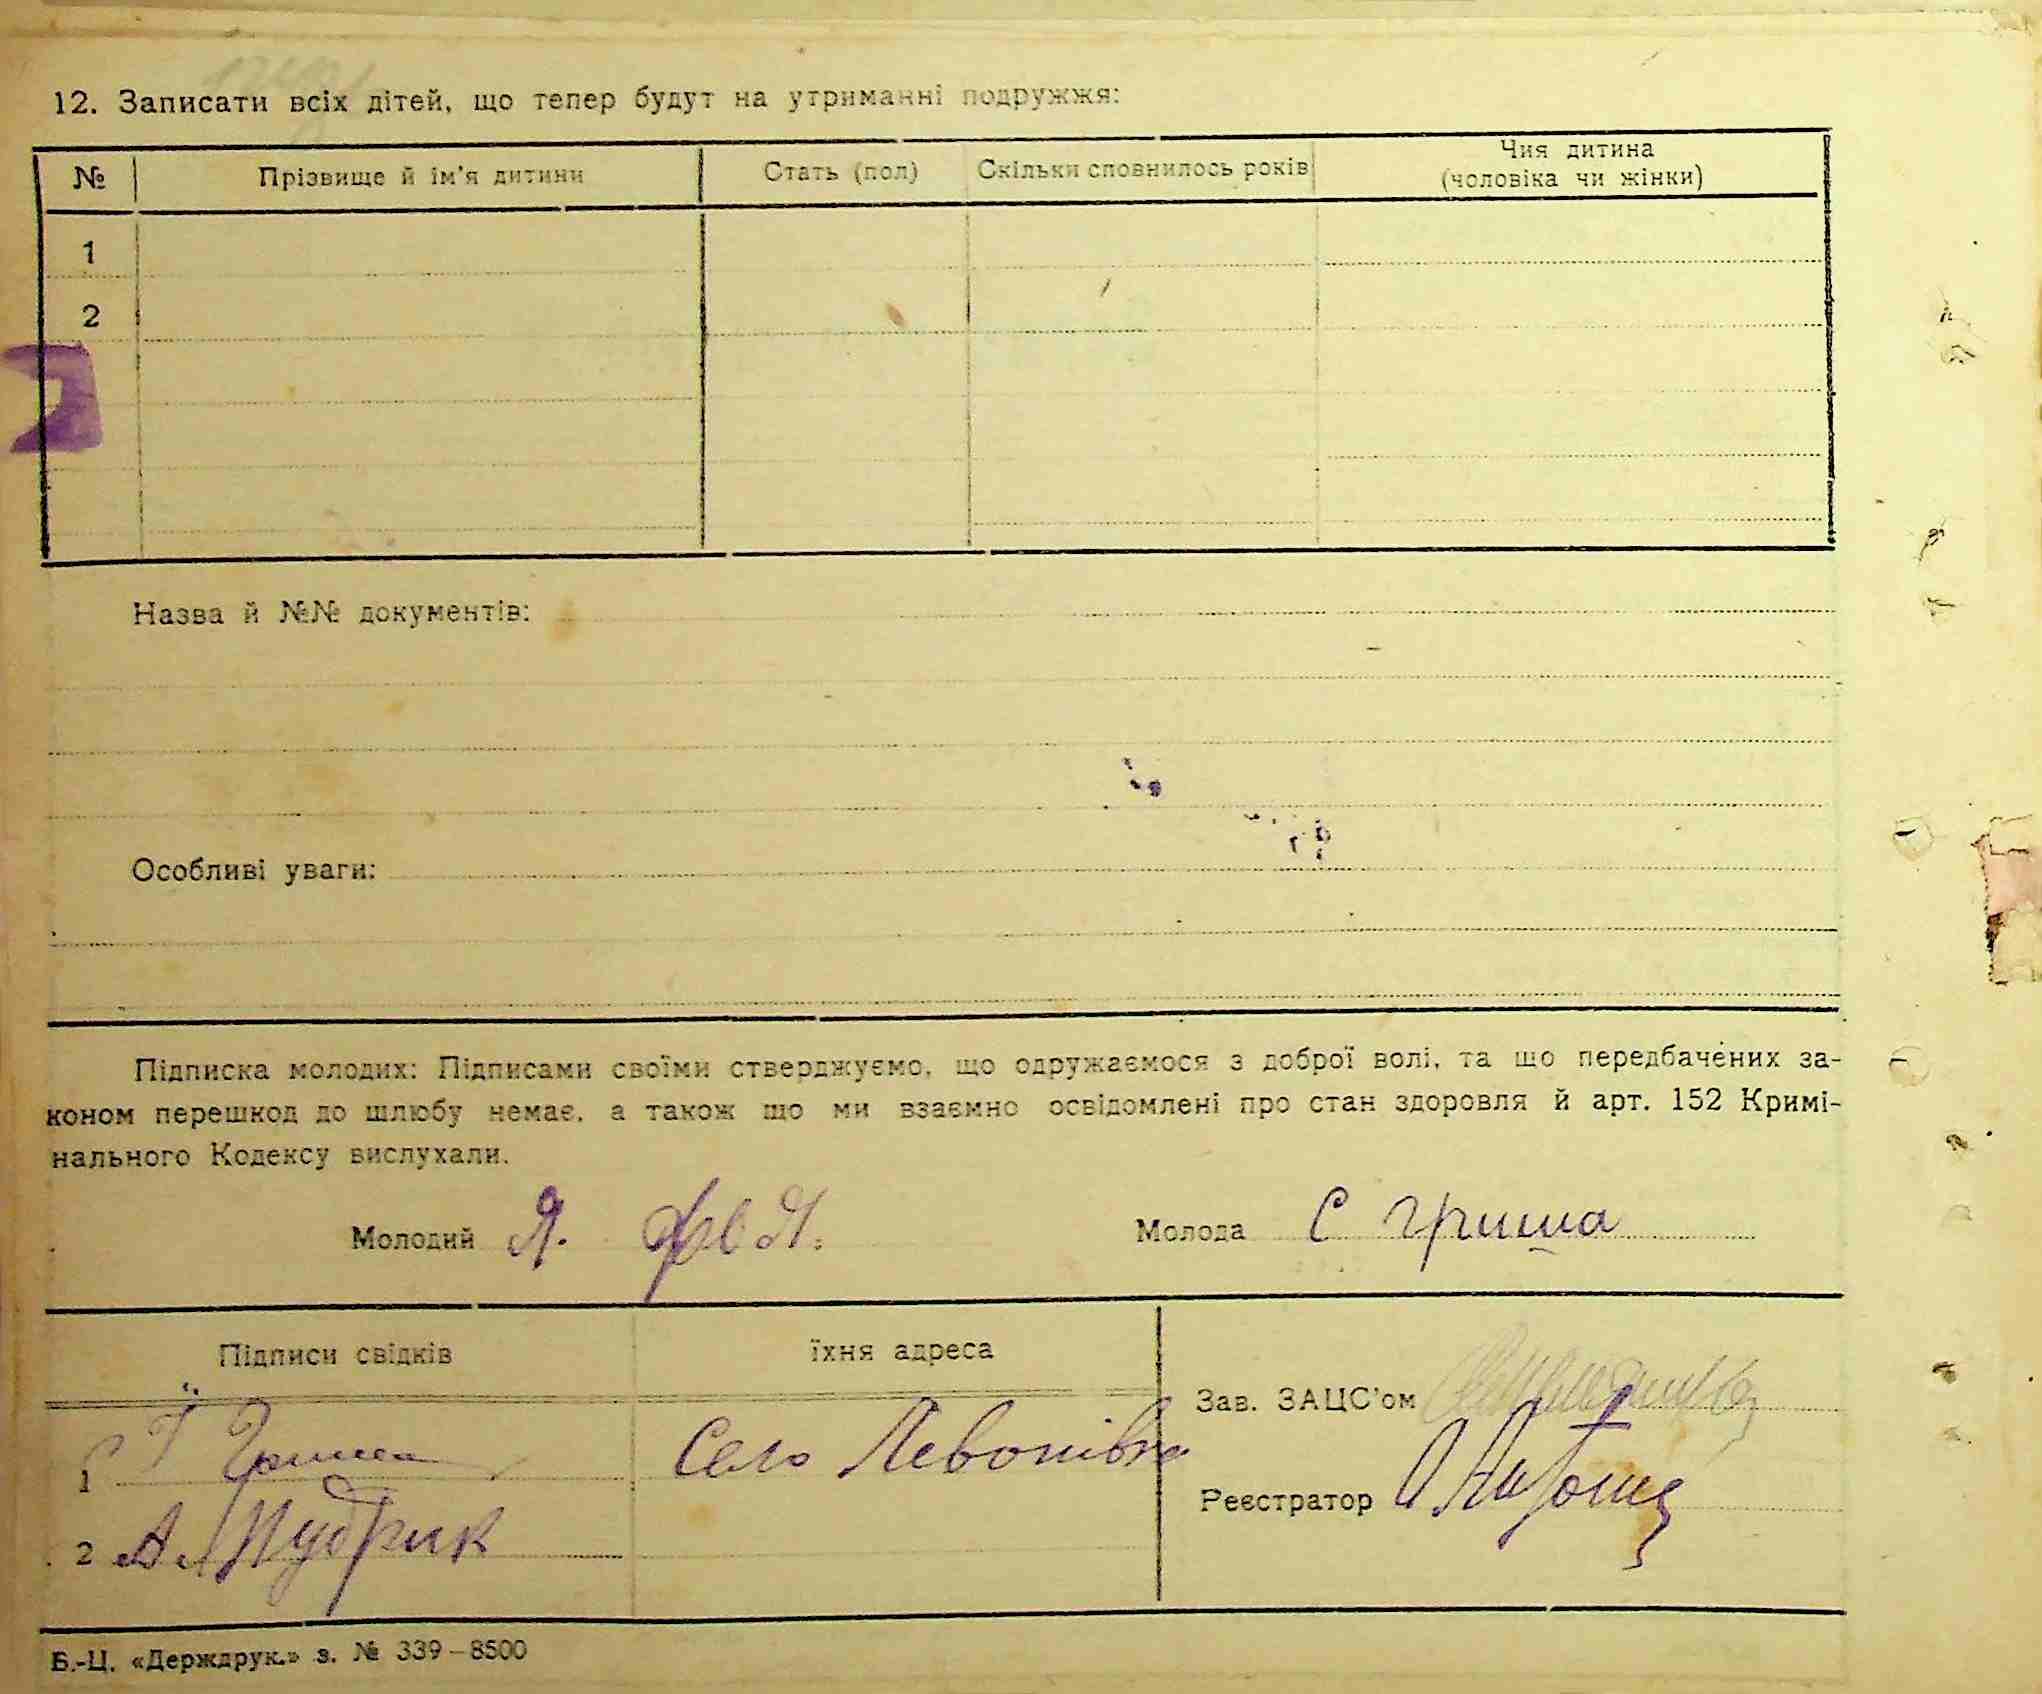 12. Записати всіх дітей, що тепер будут на утриманні подружжя:
№ Прізвище й ім'я дитини Стать (пол) Скільки сповнилось років Чия дитина (чоловіка чи жінки)
1
2
Назва й №№ документів:
Особливі уваги:
Підписка молодих: Підписами своїми стверджуємо, що одружаємося з доброї волі, та що передбачених за-
коном перешкод до шлюбу немає, а також що ми взаємно освідомлені про стан здоровля й арт. 152 Кримі-
нального Кодексу вислухали.
Молодий Я. Молода С Гриша
Підписи свідків їхня адреса
Зав. ЗАЦС'ом
1 Гриша Село Левонівка
Реєстратор
2 А Мудрик
Б.-Ц. «Держдрук.» з. № 339–8500